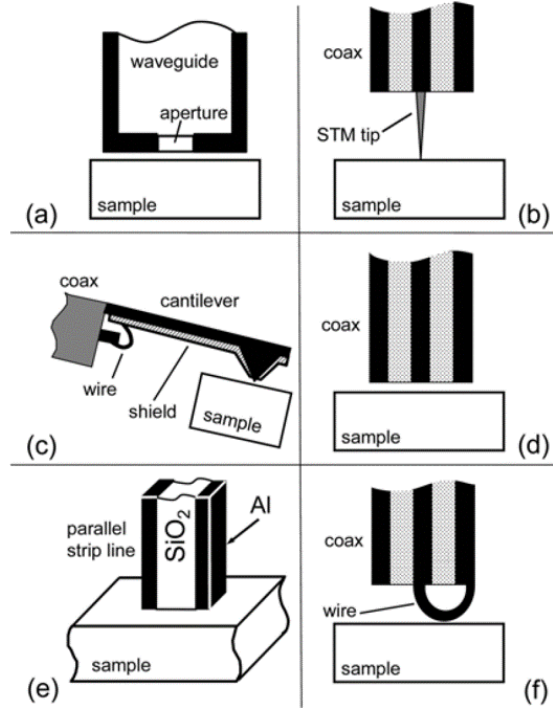 waveguide
aperture
sample
(a)
coax
STM tip
sample
(b)
coax
cantilever
wire
shield
sample
(c)
coax
sample
(d)
parallel
strip line
SiO₂
Al
sample
(e)
coax
wire
sample
(f)